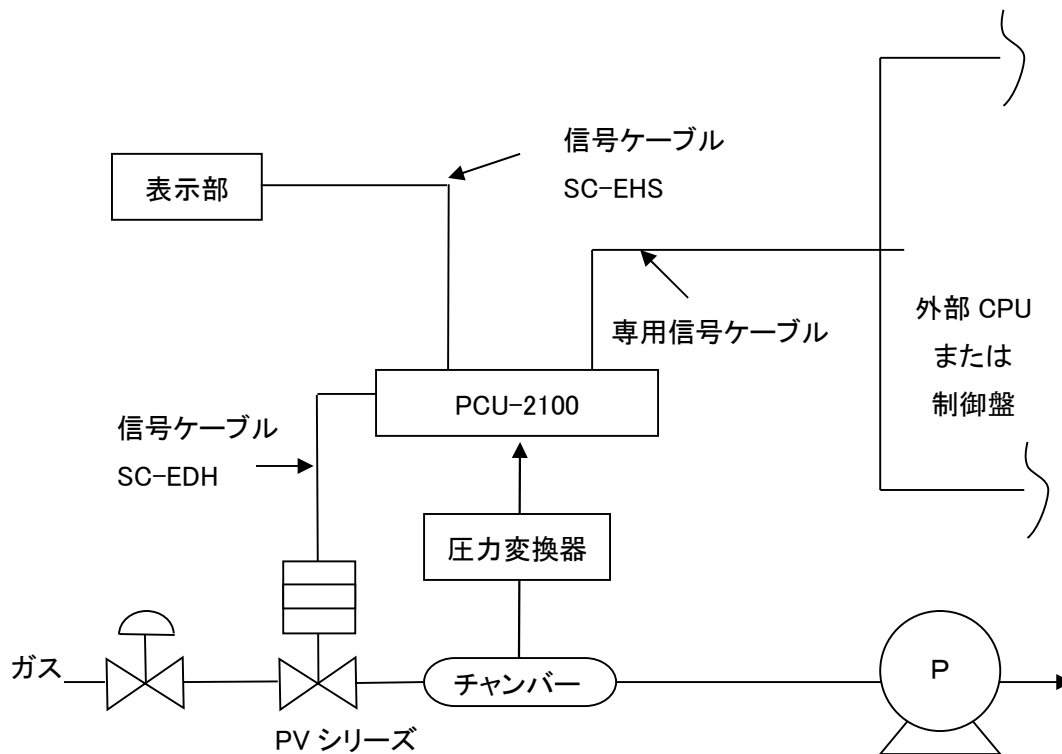 信号ケーブル
SC-EHS
表示部
専用信号ケーブル
外部 CPU
または
制御盤
PCU-2100
信号ケーブル
SC-EDH
圧力変換器
ガス
チャンバー
P
PV シリーズ